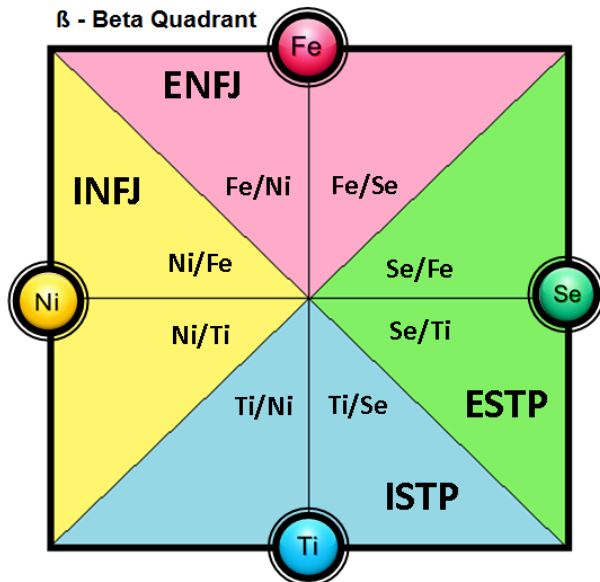 ß - Beta Quadrant
Fe
ENFJ
INFJ
Fe/Ni
Fe/Se
Ni/Fe
Se/Fe
Ni
Se
Ni/Ti
Se/Ti
Ti/Ni
Ti/Se
ESTP
ISTP
Ti